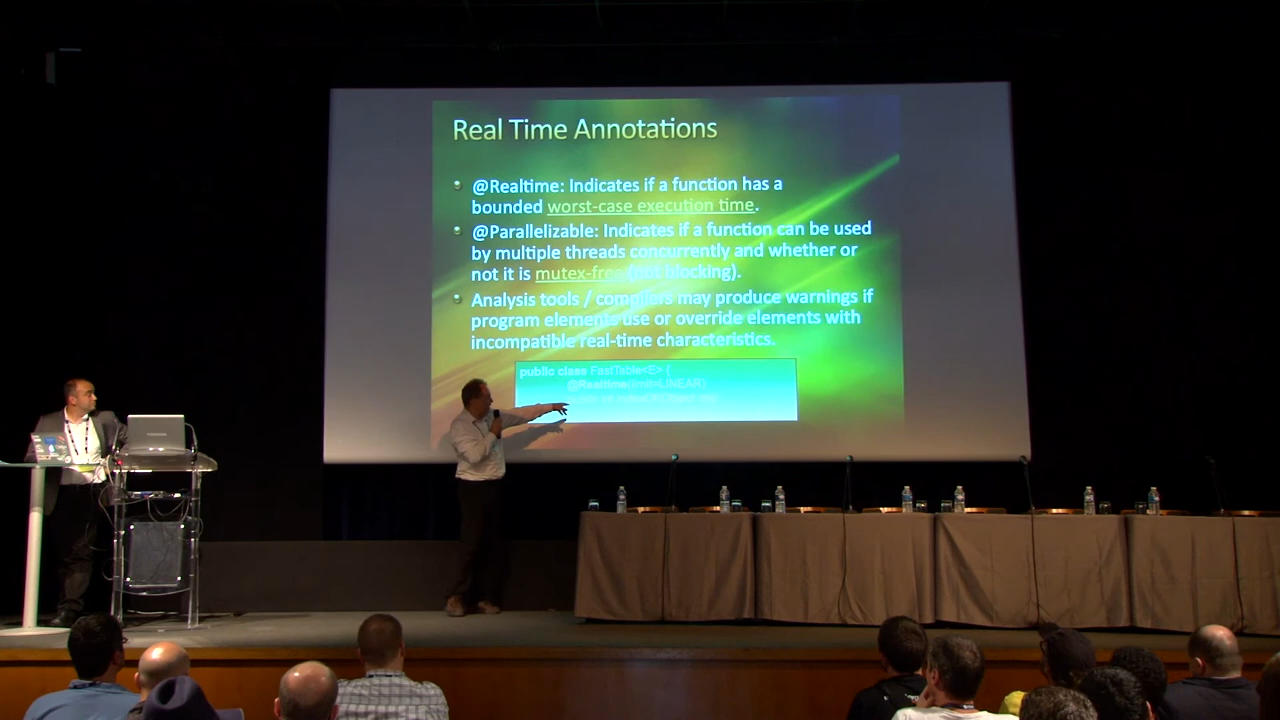 Real Time Annotations
@Realtime: Indicates if a function has a
bounded worst-case execution time.
@Parallelizable: Indicates if a function can be used
by multiple threads concurrently and whether or
not it is mutex-free (not blocking).
Analysis tools / compilers may produce warnings if
program elements use or override elements with
incompatible real-time characteristics.
public class FastTable<E> {
@Realtime(limit=LINEAR)